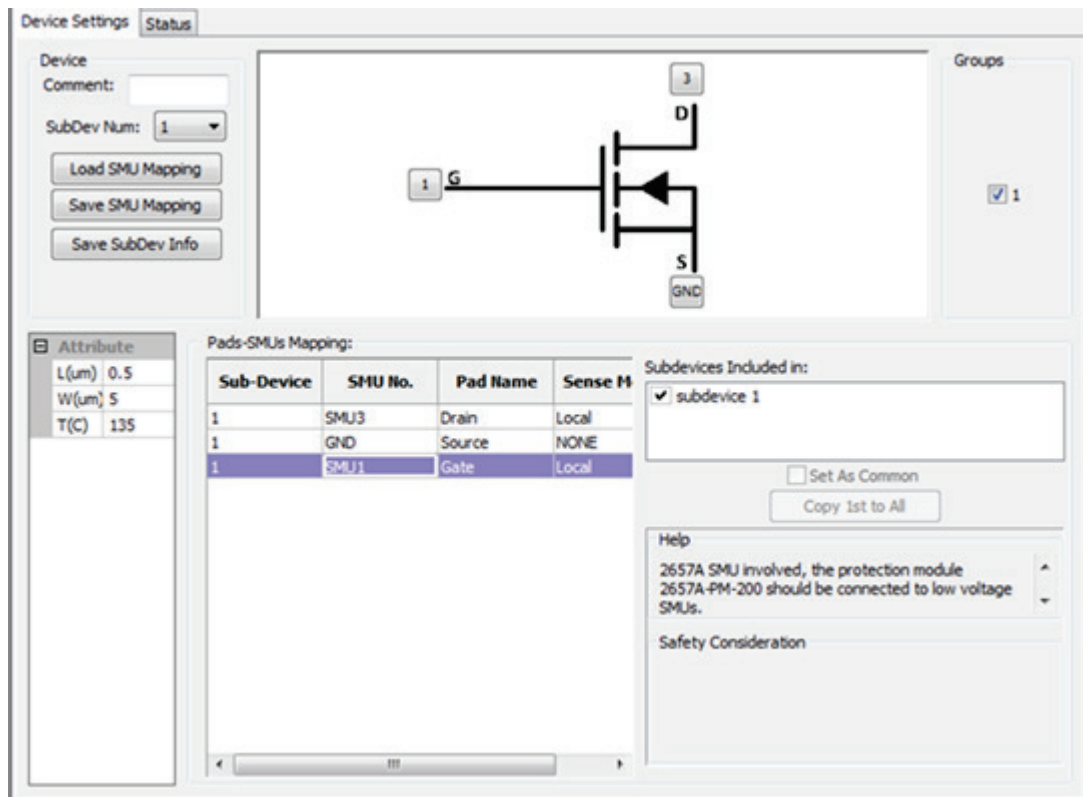 Device Settings
Status
Device
Comment:
SubDev Num: 1
Load SMU Mapping
Save SMU Mapping
Save SubDev Info
3
D
1
G
S
GND
Groups
1
Attribute
L(um) 0.5
W(um) 5
T(C) 135
Pads-SMUs Mapping:
Sub-Device SMU No. Pad Name Sense M
1 SMU3 Drain Local
1 GND Source NONE
1 SMU1 Gate Local
Subdevices Included in:
subdevice 1
Set As Common
Copy 1st to All
Help
2657A SMU involved, the protection module
2657A-PM-200 should be connected to low voltage
SMUs.
Safety Consideration